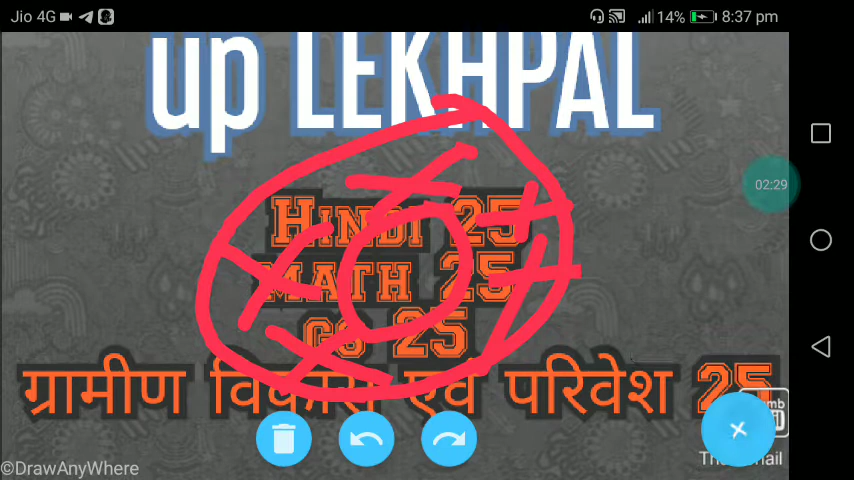 Jio 4G 14% 8:37 pm
up LEKHPAL
02:29
HINDI 25
MATH 25
GS 25
ग्रामीण विकास एवं परिवेश 25
©DrawAnyWhere